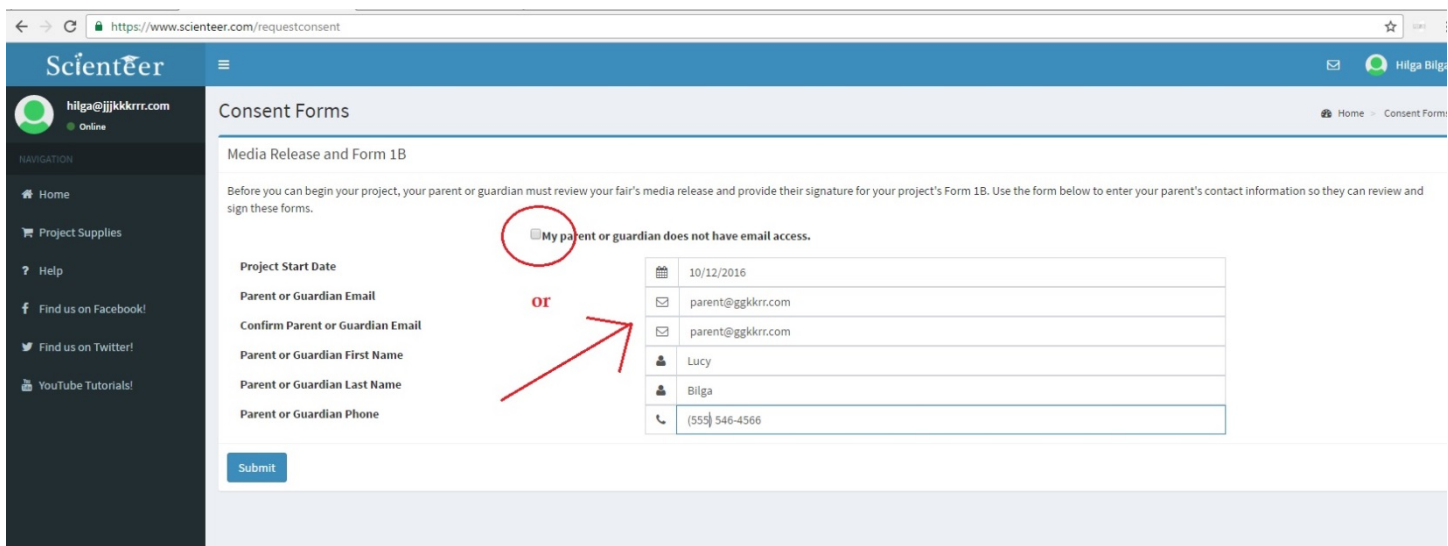 https://www.scienteer.com/requestconsent
Scienteer
Hilga Bilga
hilga@jjjkkkrrr.com
Online
Consent Forms
Home > Consent Forms
NAVIGATION
Media Release and Form 1B
Home
Before you can begin your project, your parent or guardian must review your fair's media release and provide their signature for your project's Form 1B. Use the form below to enter your parent's contact information so they can review and
sign these forms.
Project Supplies
My parent or guardian does not have email access.
? Help
Project Start Date
10/12/2016
Parent or Guardian Email
or
parent@ggkkrr.com
Find us on Facebook!
Confirm Parent or Guardian Email
parent@ggkkrr.com
Find us on Twitter!
Parent or Guardian First Name
Lucy
YouTube Tutorials!
Parent or Guardian Last Name
Bilga
Parent or Guardian Phone
(555) 546-4566
Submit